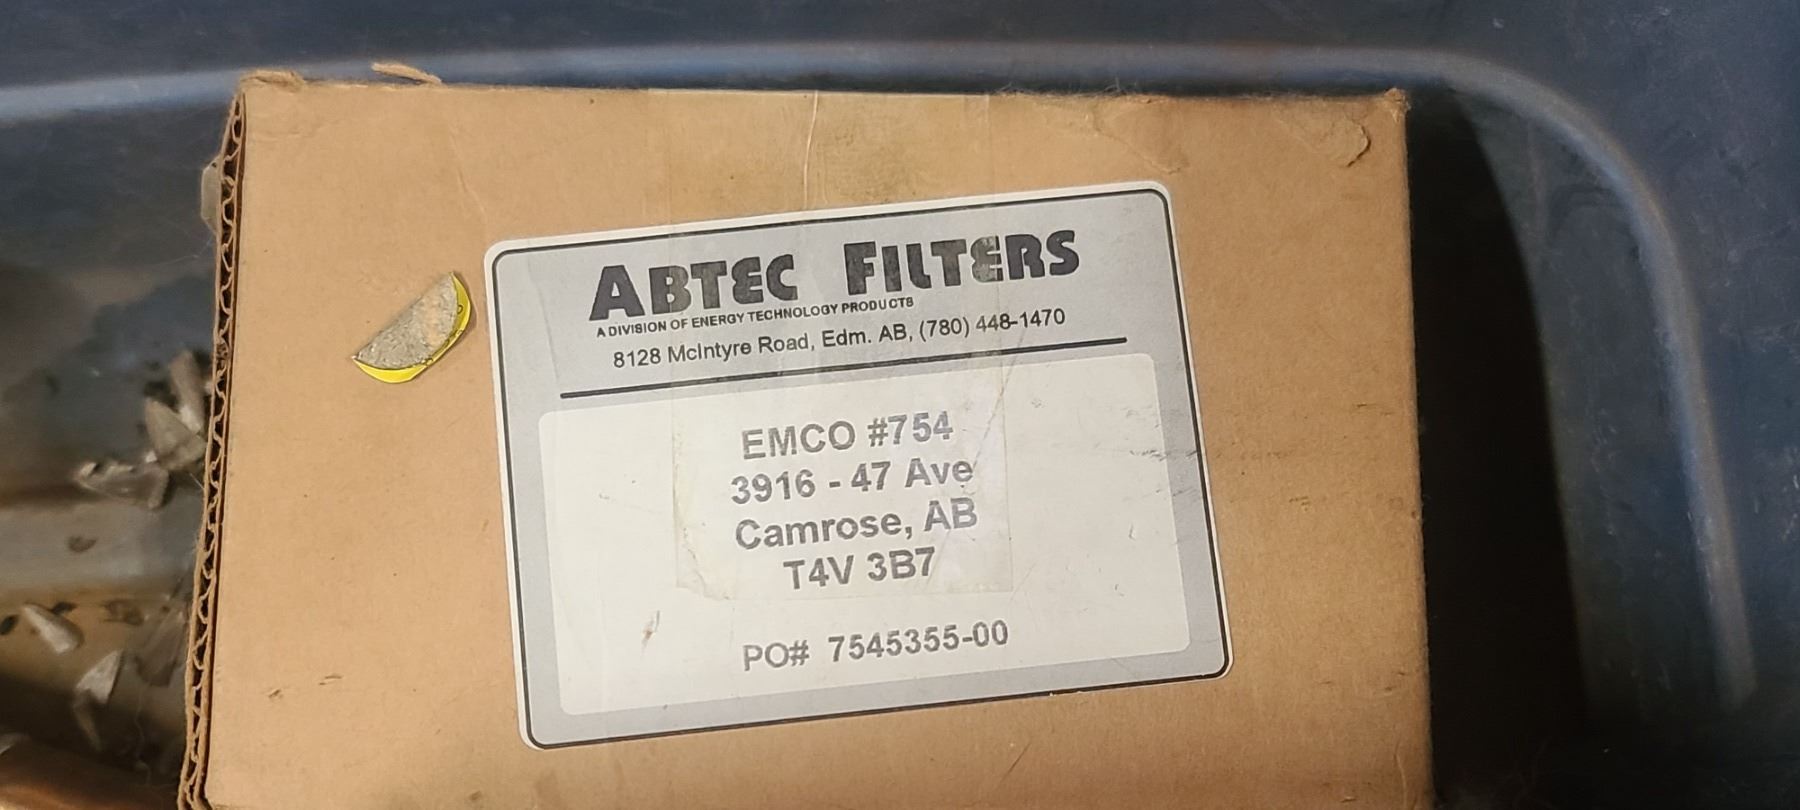 ABTEC FILTERS
A DIVISION OF ENERGY TECHNOLOGY PRODUCTS
8128 McIntyre Road, Edm. AB, (780) 448-1470
EMCO #754
3916 - 47 Ave
Camrose, AB
T4V 3B7
PO# 7545355-00